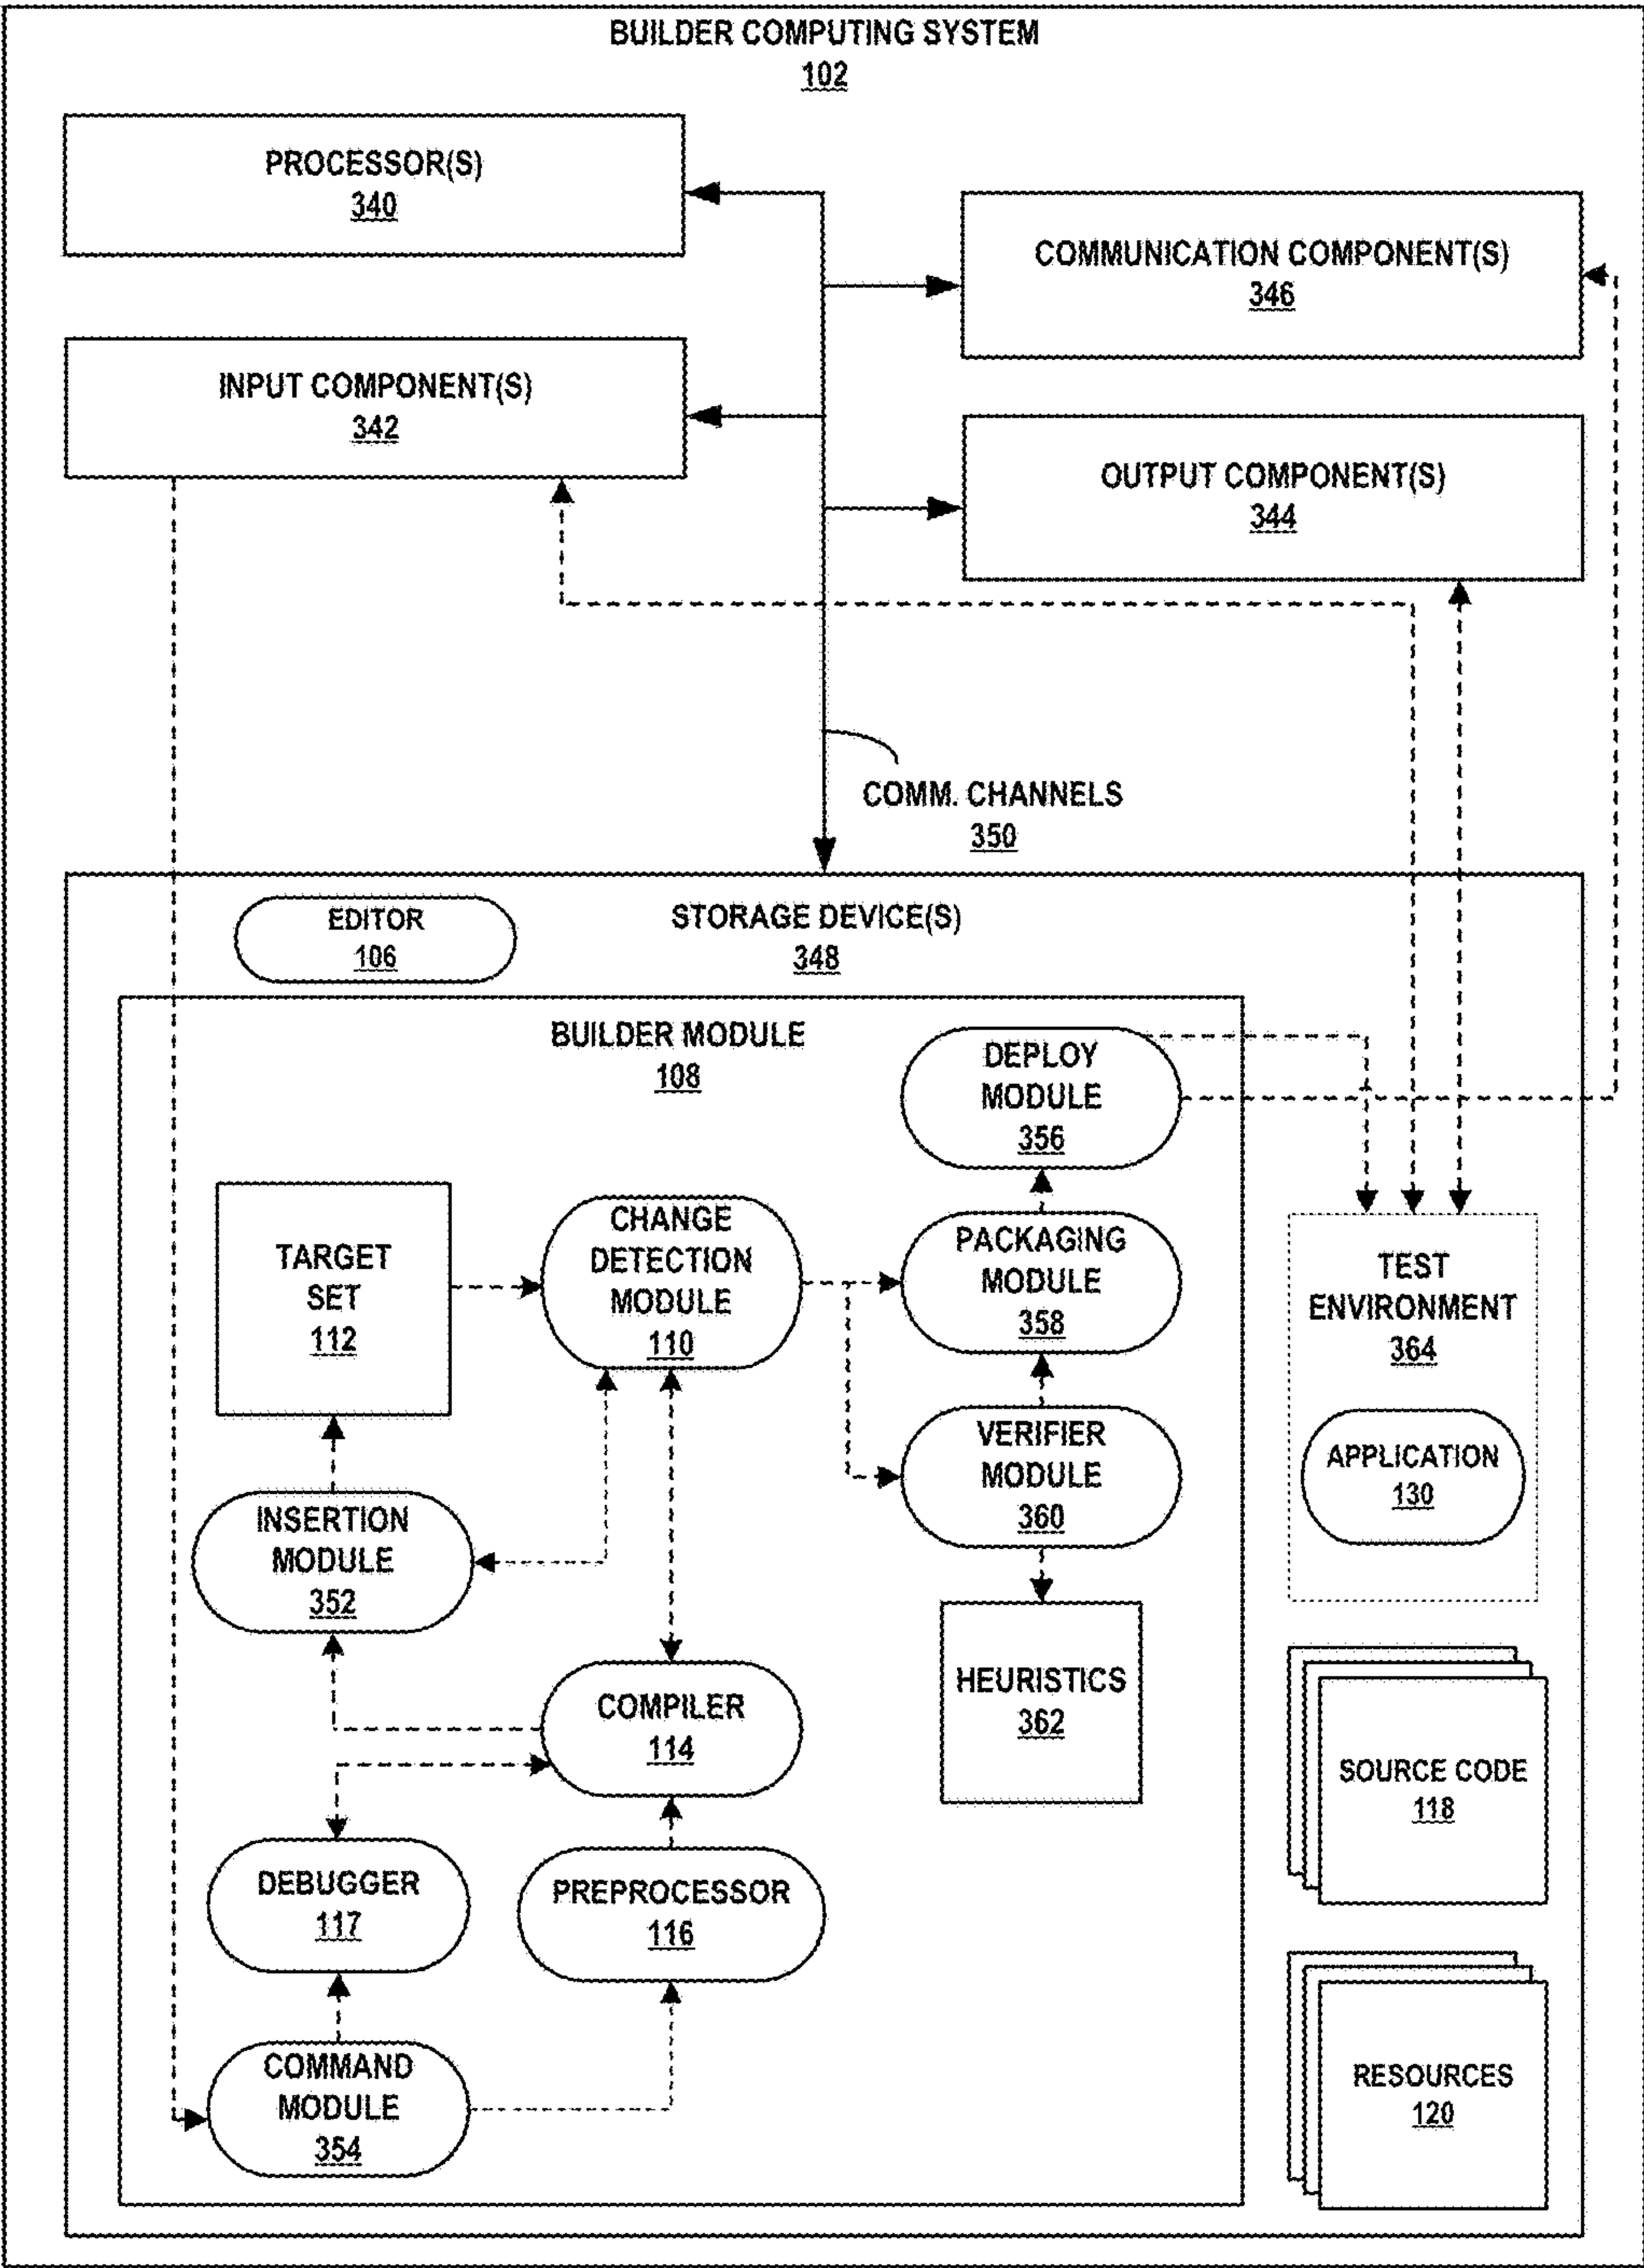 BUILDER COMPUTING SYSTEM
102
PROCESSOR(S)
340
COMMUNICATION COMPONENT(S)
346
INPUT COMPONENT(S)
342
OUTPUT COMPONENT(S)
344
COMM. CHANNELS
350
EDITOR
106
STORAGE DEVICE(S)
348
BUILDER MODULE
108
DEPLOY
MODULE
356
TARGET
SET
112
CHANGE
DETECTION
MODULE
110
PACKAGING
MODULE
358
TEST
ENVIRONMENT
364
VERIFIER
MODULE
360
APPLICATION
130
INSERTION
MODULE
352
HEURISTICS
362
COMPILER
114
SOURCE CODE
118
DEBUGGER
117
PREPROCESSOR
116
COMMAND
MODULE
354
RESOURCES
120